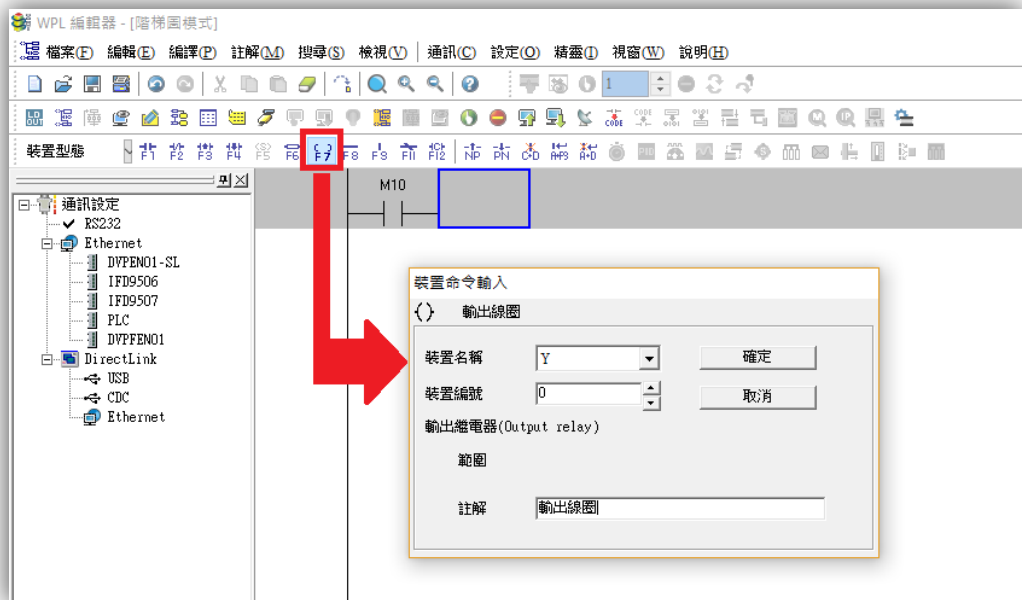 WPL 編輯器 - [階梯圖模式]
檔案(F) 編輯(E) 編譯(P) 註解(M) 搜尋(S) 檢視(V) 通訊(C) 設定(O) 精靈(I) 視窗(W) 說明(H)
1
LD OUT CODE CODE
裝置型態 F1 F2 F3 F4 F5 F6 F7 F8 F9 F11 F12 NP PN
通訊設定
RS232
Ethernet
DVPEN01-SL
IFD9506
IFD9507
PLC
DVPFEN01
DirectLink
USB
CDC
Ethernet
M10
裝置命令輸入
輸出線圈
裝置名稱 Y 確定
裝置編號 0 取消
輸出繼電器(Output relay)
範圍
註解 輸出線圈